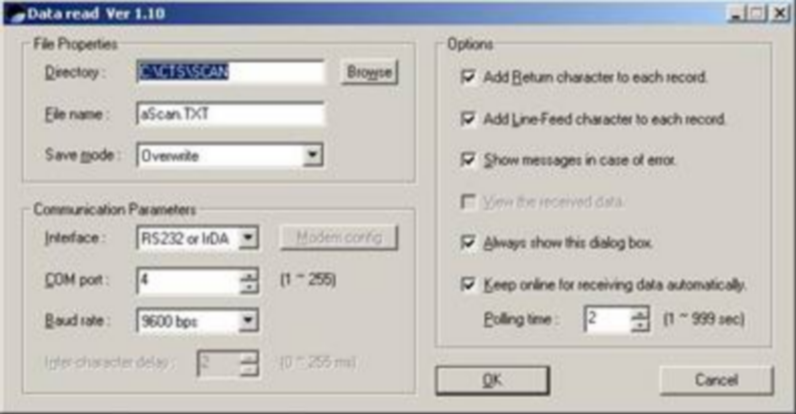 Data read Ver 1.10
File Properties
Directory : C:\CTS\SCAN Browse
File name : aScan.TXT
Save mode : Overwrite
Communication Parameters
Interface : RS232 or IrDA Modem config
COM port : 4 (1 ~ 255)
Baud rate : 9600 bps
Inter-character delay : 2 (0 ~ 255 ms)
Options
Add Return character to each record.
Add Line-Feed character to each record.
Show messages in case of error.
View the received data.
Always show this dialog box.
Keep online for receiving data automatically.
Polling time : 2 (1 ~ 999 sec)
OK Cancel